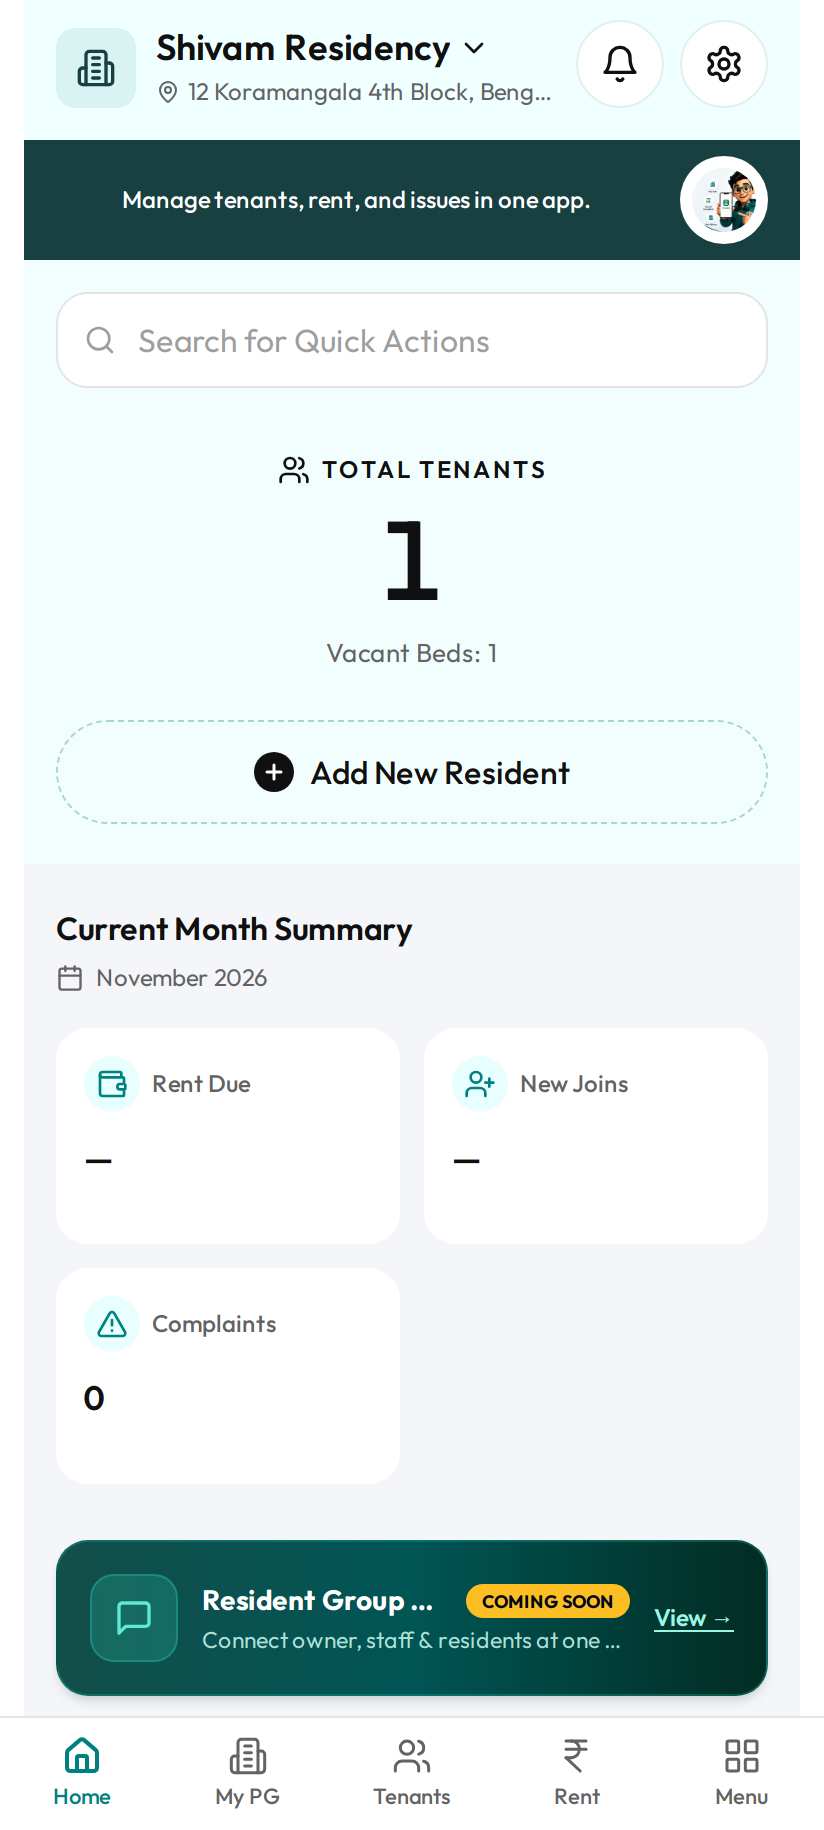 Shivam Residency
12 Koramangala 4th Block, Beng...
Manage tenants, rent, and issues in one app.
Search for Quick Actions
TOTAL TENANTS
1
Vacant Beds: 1
Add New Resident
Current Month Summary
November 2026
Rent Due
–
New Joins
–
Complaints
0
Resident Group ...
COMING SOON
Connect owner, staff & residents at one ...
View →
Home
My PG
Tenants
Rent
Menu